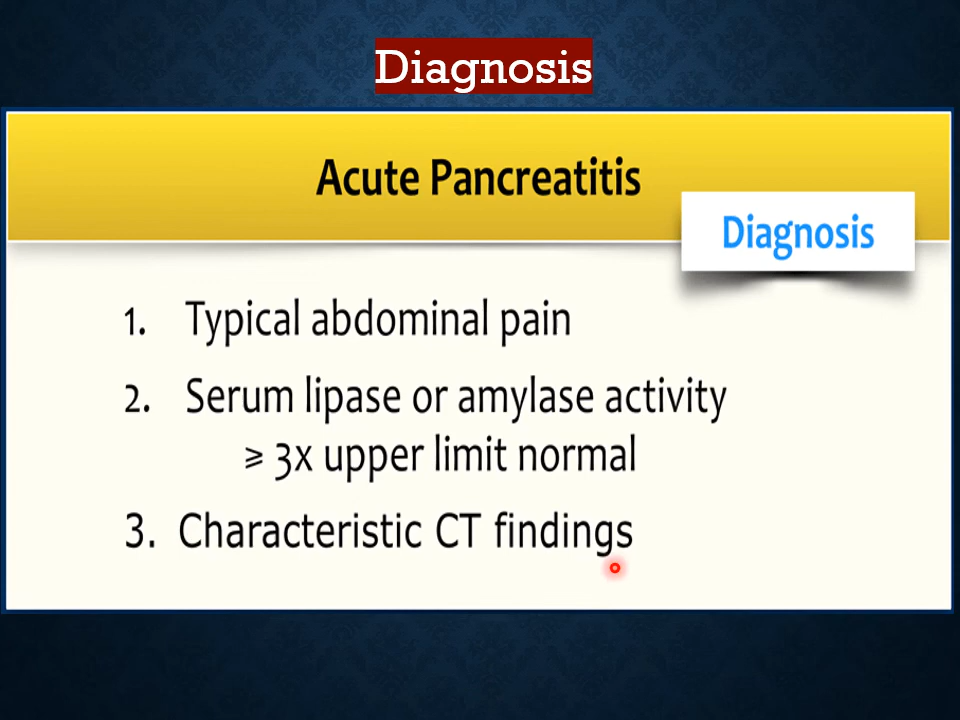 Diagnosis
Acute Pancreatitis
Diagnosis
1. Typical abdominal pain
2. Serum lipase or amylase activity
≥ 3x upper limit normal
3. Characteristic CT findings